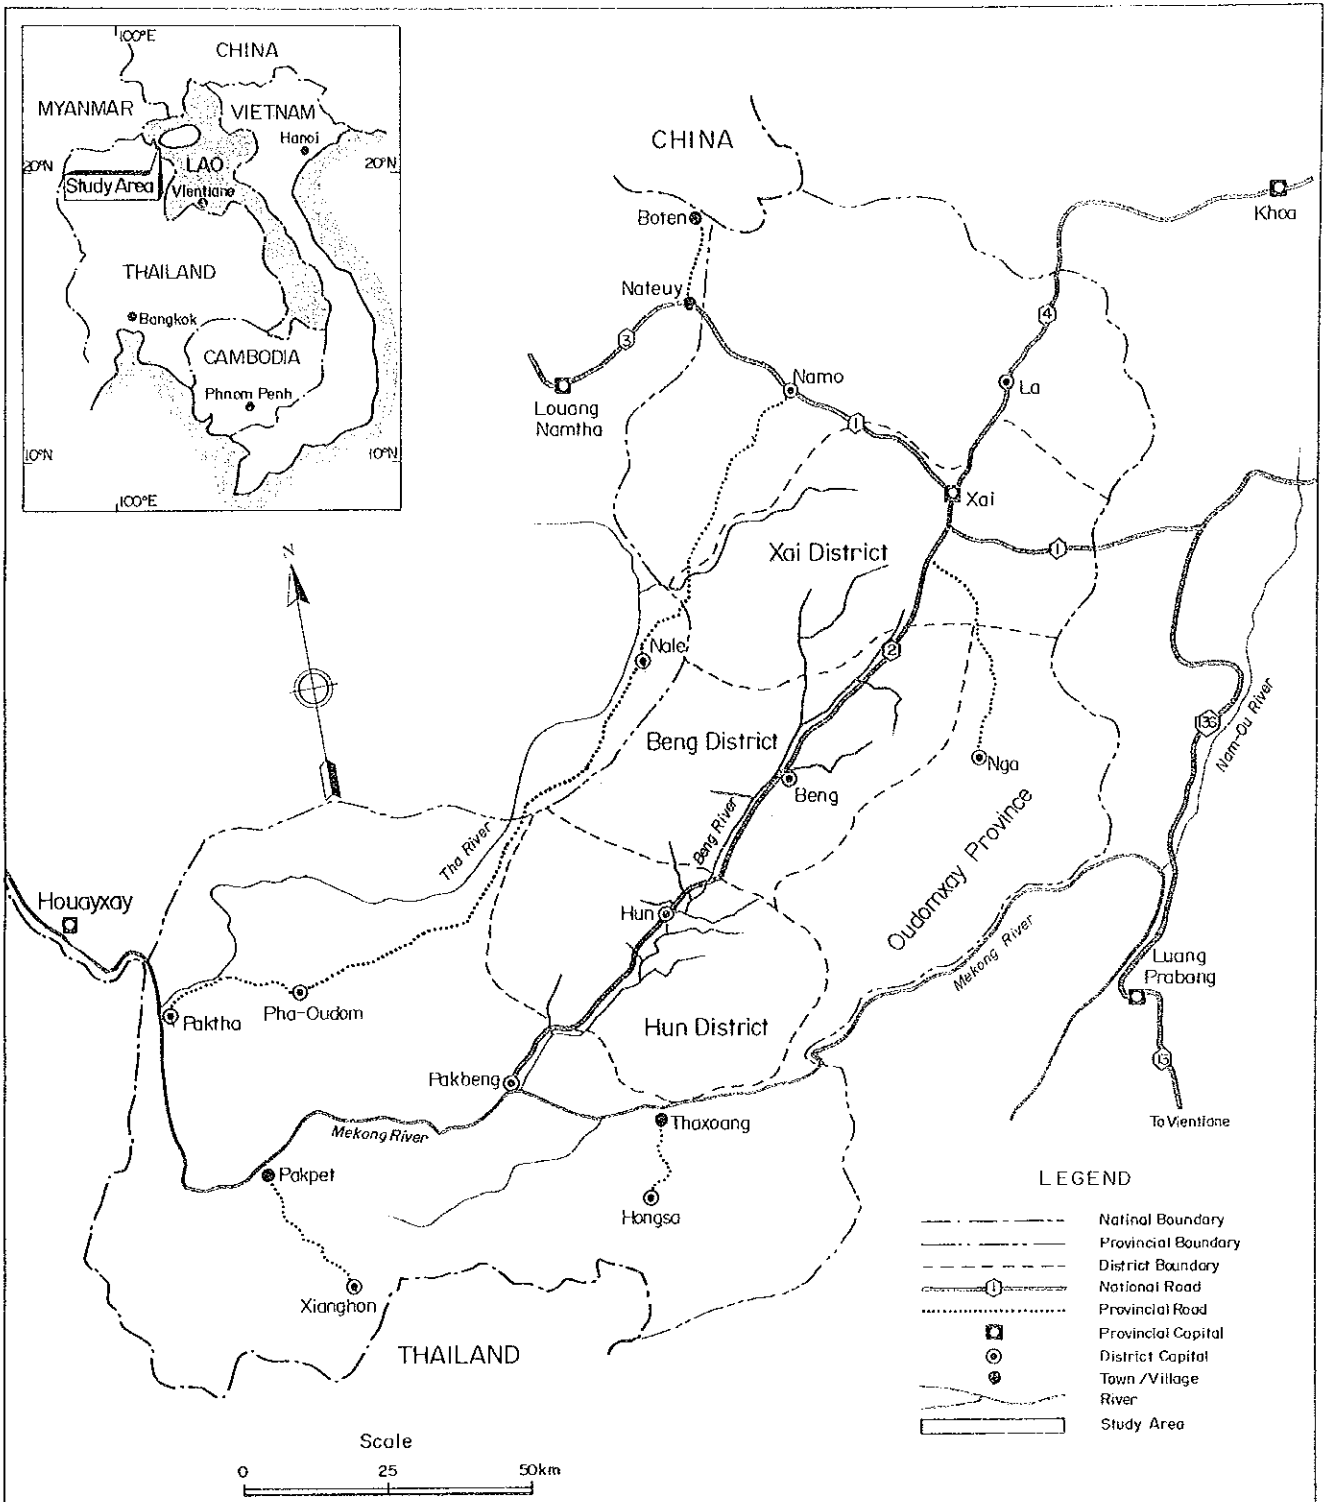 100°E
CHINA
MYANMAR
VIETNAM
Hanoi
20°N
LAO
20°N
Study Area
Vientiane
THAILAND
Bangkok
CAMBODIA
Phnom Penh
10°N
10°N
100°E
CHINA
Boten
Khoa
Nateuy
4
3
Namo
La
Louang
Namtha
1
Xai
N
Xai District
1
Nale
2
Beng District
13G
Nam-Ou River
Nga
Beng
Beng River
Tha River
Oudomxay Province
Houayxay
Hun
Mekong River
Luang
Prabang
Pha-Oudom
Paktha
Hun District
13
Pakbeng
Thaxoang
To Vientiane
Mekong River
Pakpet
LEGEND
Hongsa
Natinal Boundary
Provincial Boundary
District Boundary
1 National Road
Xianghon
Provincial Road
Provincial Capital
THAILAND
District Capital
Town / Village
River
Study Area
Scale
0 25 50km